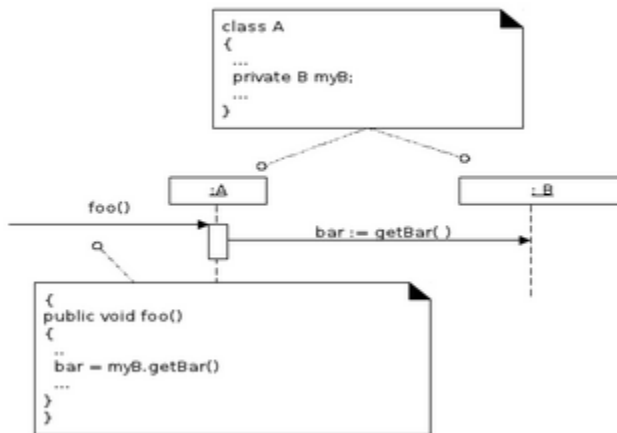 class A
{
...
private B myB;
...
}
:A
: B
foo()
bar := getBar( )
{
public void foo()
{
..
bar = myB.getBar()
...
}
}